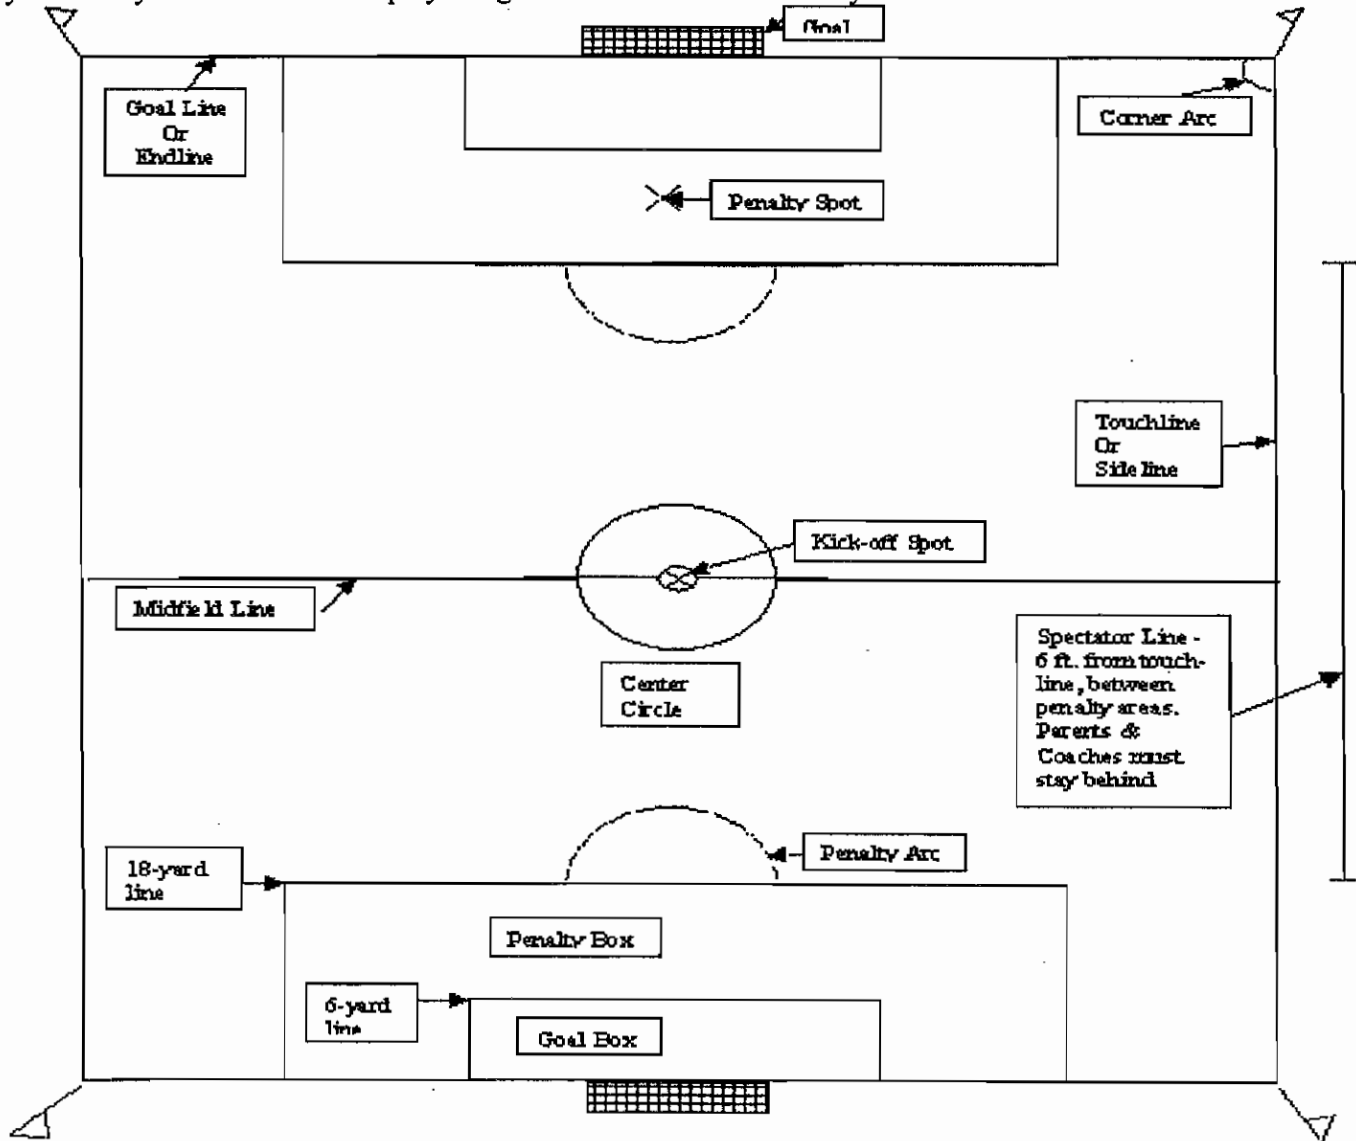 Goal
Goal Line
Or
Endline
Corner Arc
Penalty Spot
Touchline
Or
Sideline
Kick-off Spot
Midfield Line
Spectator Line -
6 ft. from touch-
line, between
penalty areas.
Parents &
Coaches must
stay behind
Center
Circle
Penalty Arc
18-yard
line
Penalty Box
6-yard
line
Goal Box